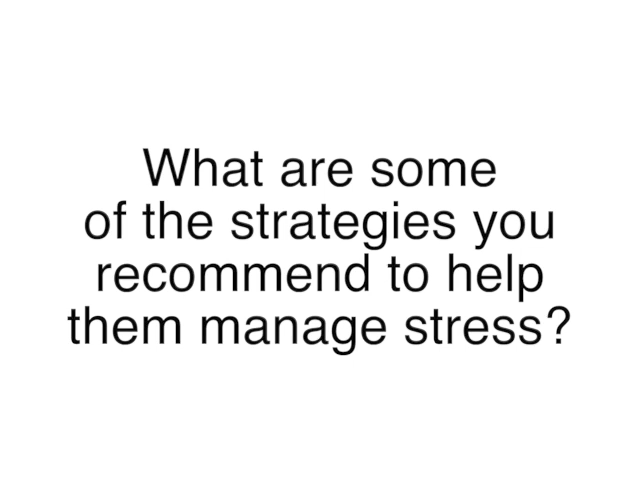 What are some
of the strategies you
recommend to help
them manage stress?